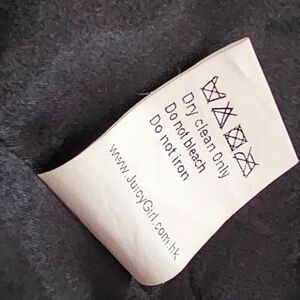 Dry clean Only
Do not bleach
Do not iron
www.JuicyGirl.com.hk